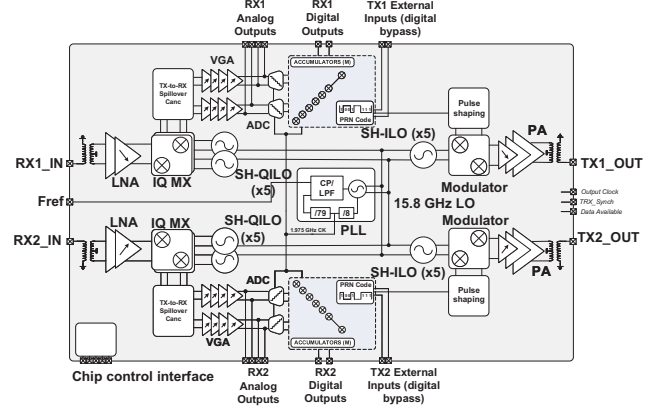 RX1
Analog
Outputs
RX1
Digital
Outputs
TX1 External
Inputs (digital
bypass)
VGA
ACCUMULATORS (M)
TX-to-RX
Spillover
Canc
ADC
PRN Code
Pulse
shaping
SH-ILO (x5)
PA
RX1_IN
LNA
IQ MX
SH-QILO
(x5)
CP/
LPF
/79
/8
1.975 GHz CK
PLL
15.8 GHz LO
Modulator
TX1_OUT
Fref
Output Clock
TRX_Synch
Data Available
LNA
IQ MX
SH-QILO
(x5)
Modulator
RX2_IN
TX2_OUT
SH-ILO (x5)
PA
ADC
PRN Code
TX-to-RX
Spillover
Canc
VGA
Pulse
shaping
ACCUMULATORS (M)
Chip control interface
RX2
Analog
Outputs
RX2
Digital
Outputs
TX2 External
Inputs (digital
bypass)